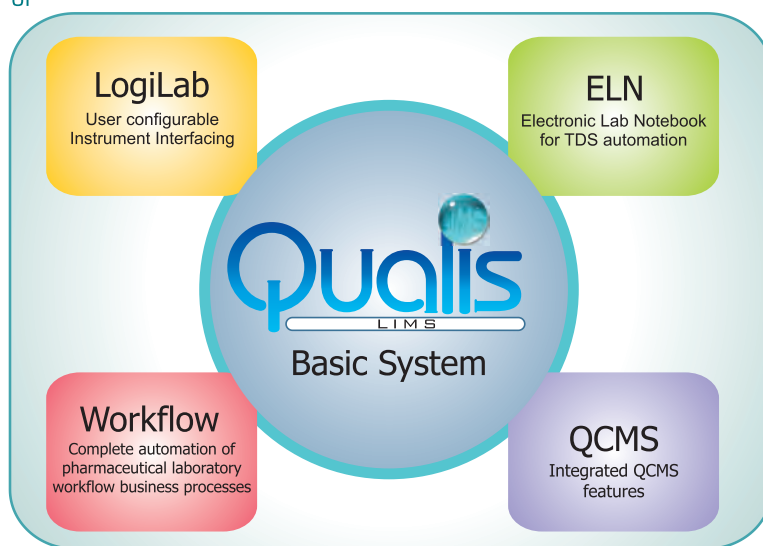 LogiLab
User configurable
Instrument Interfacing
ELN
Electronic Lab Notebook
for TDS automation
Qualis
LIMS
Basic System
Workflow
Complete automation of
pharmaceutical laboratory
workflow business processes
QCMS
Integrated QCMS
features